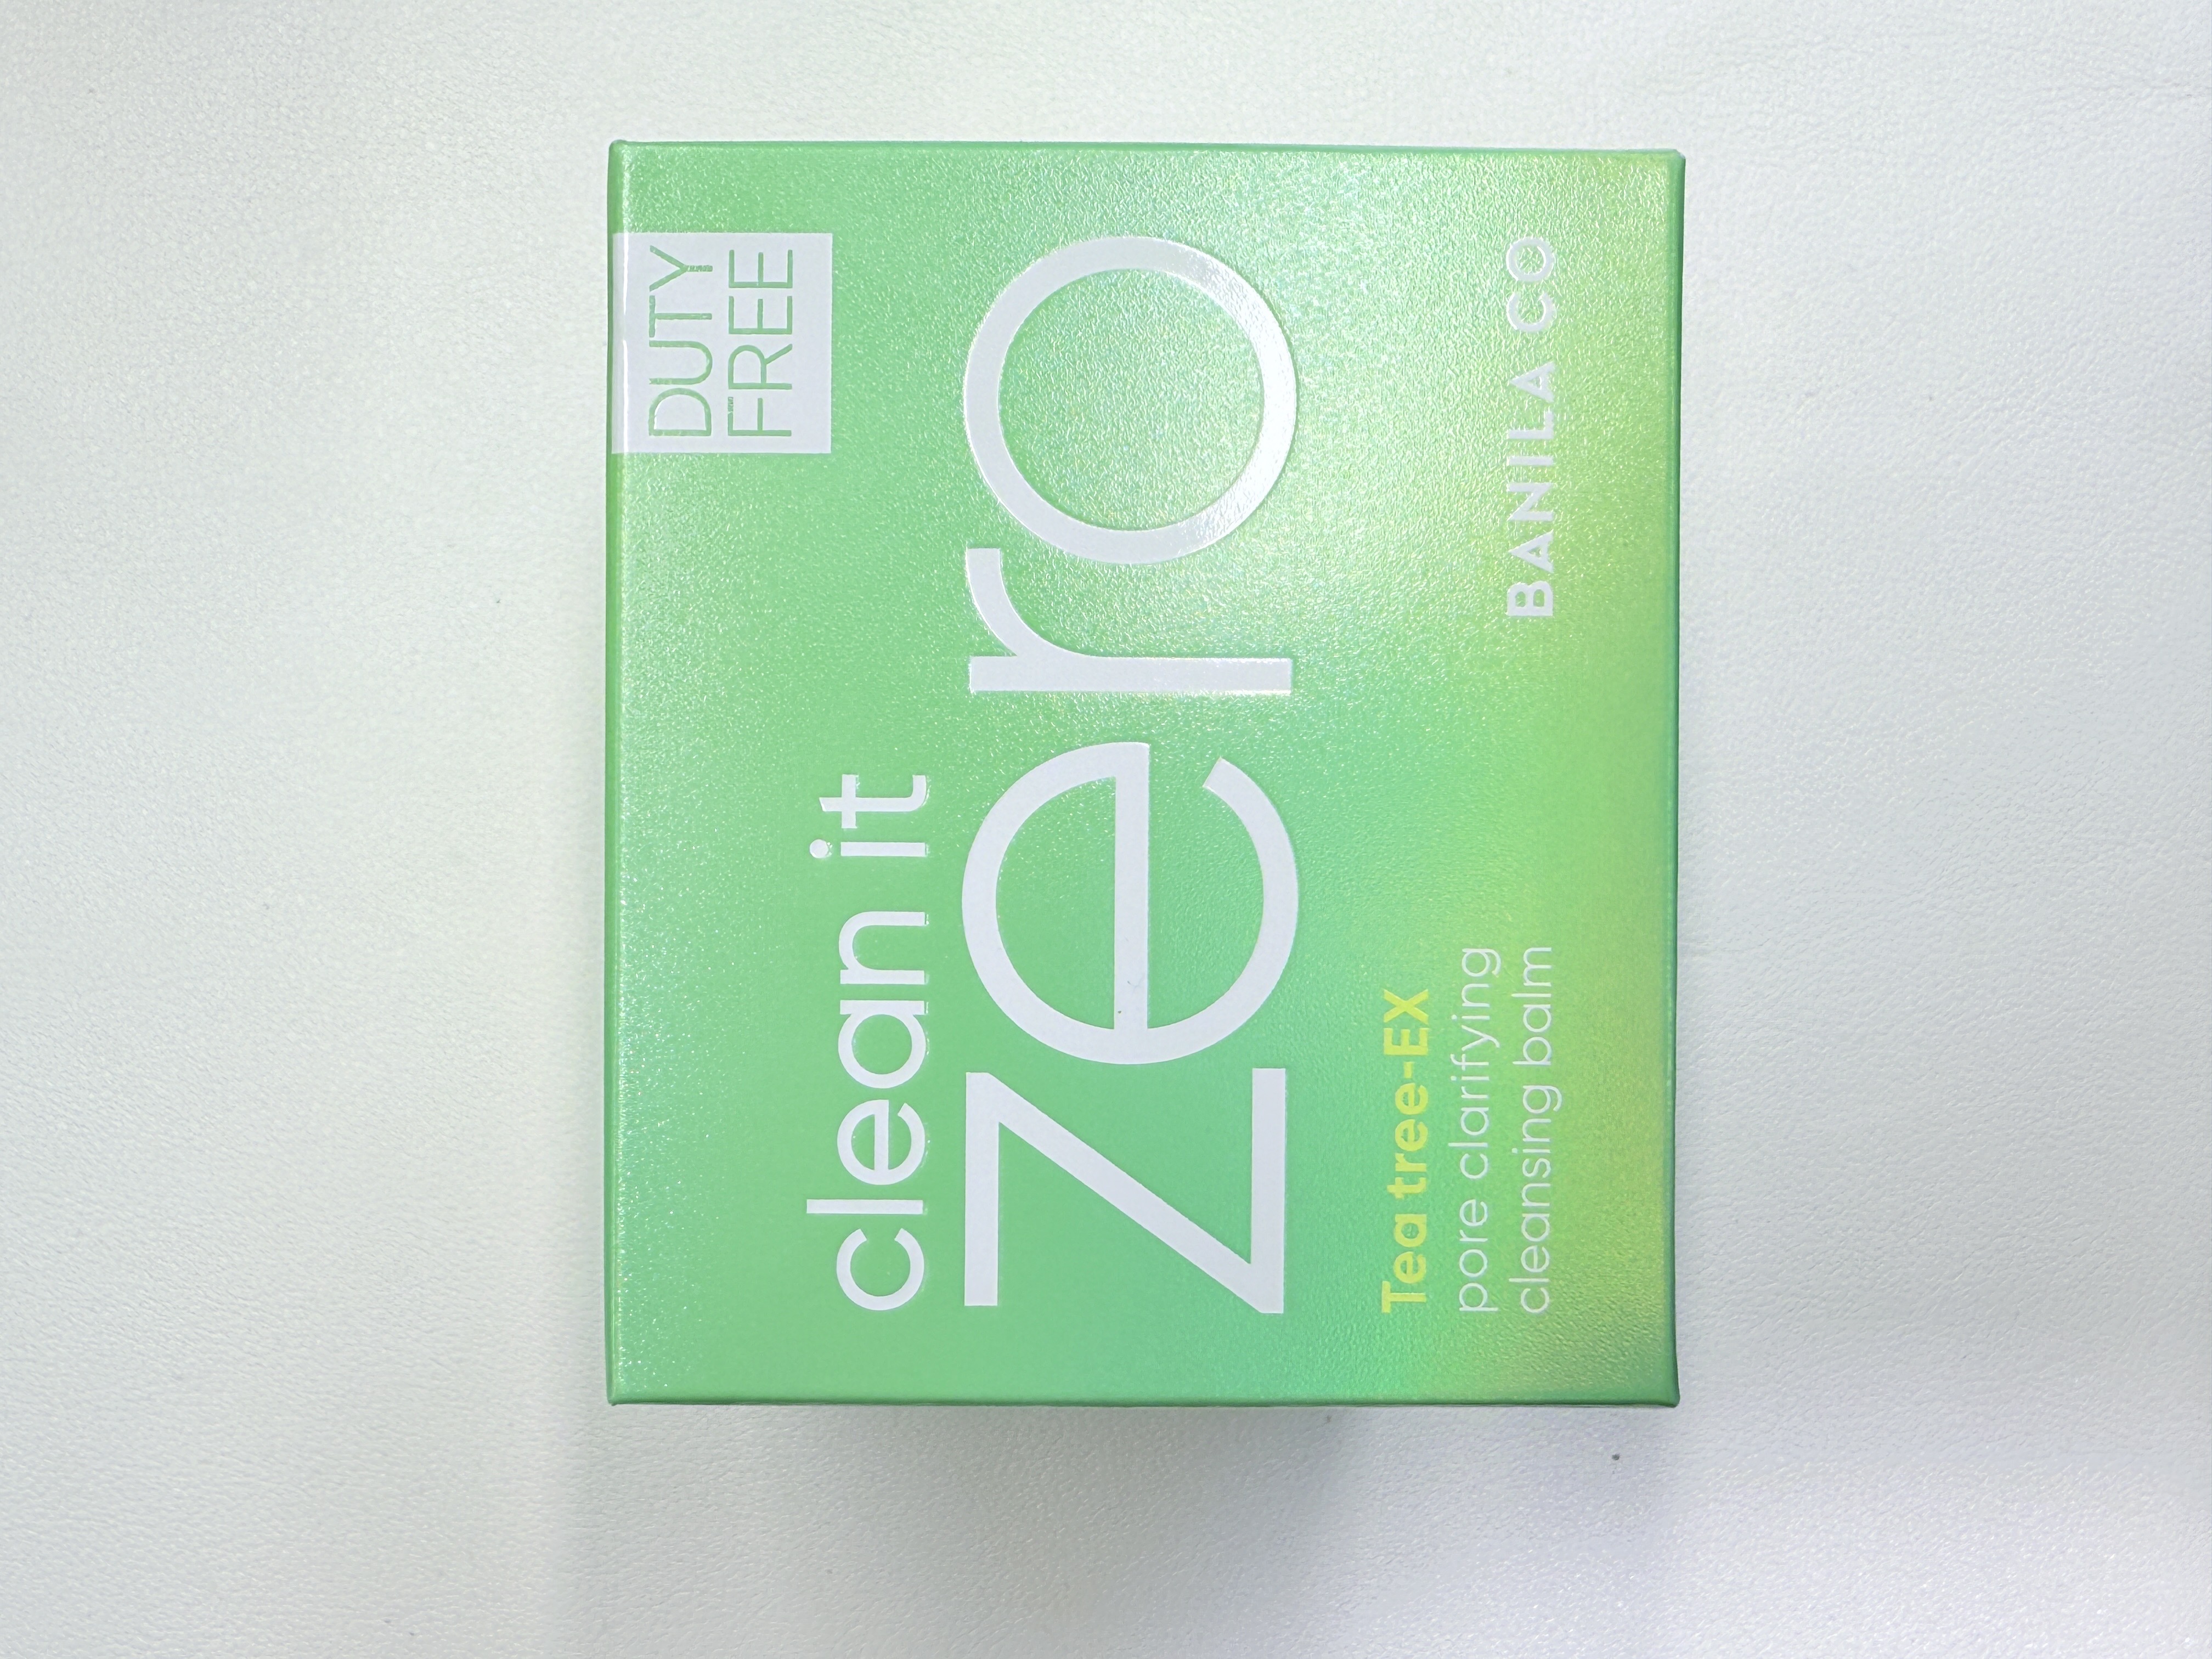 DUTY
FREE
clean it
zero
Tea tree-EX
pore clarifying
cleansing balm
BANILA CO